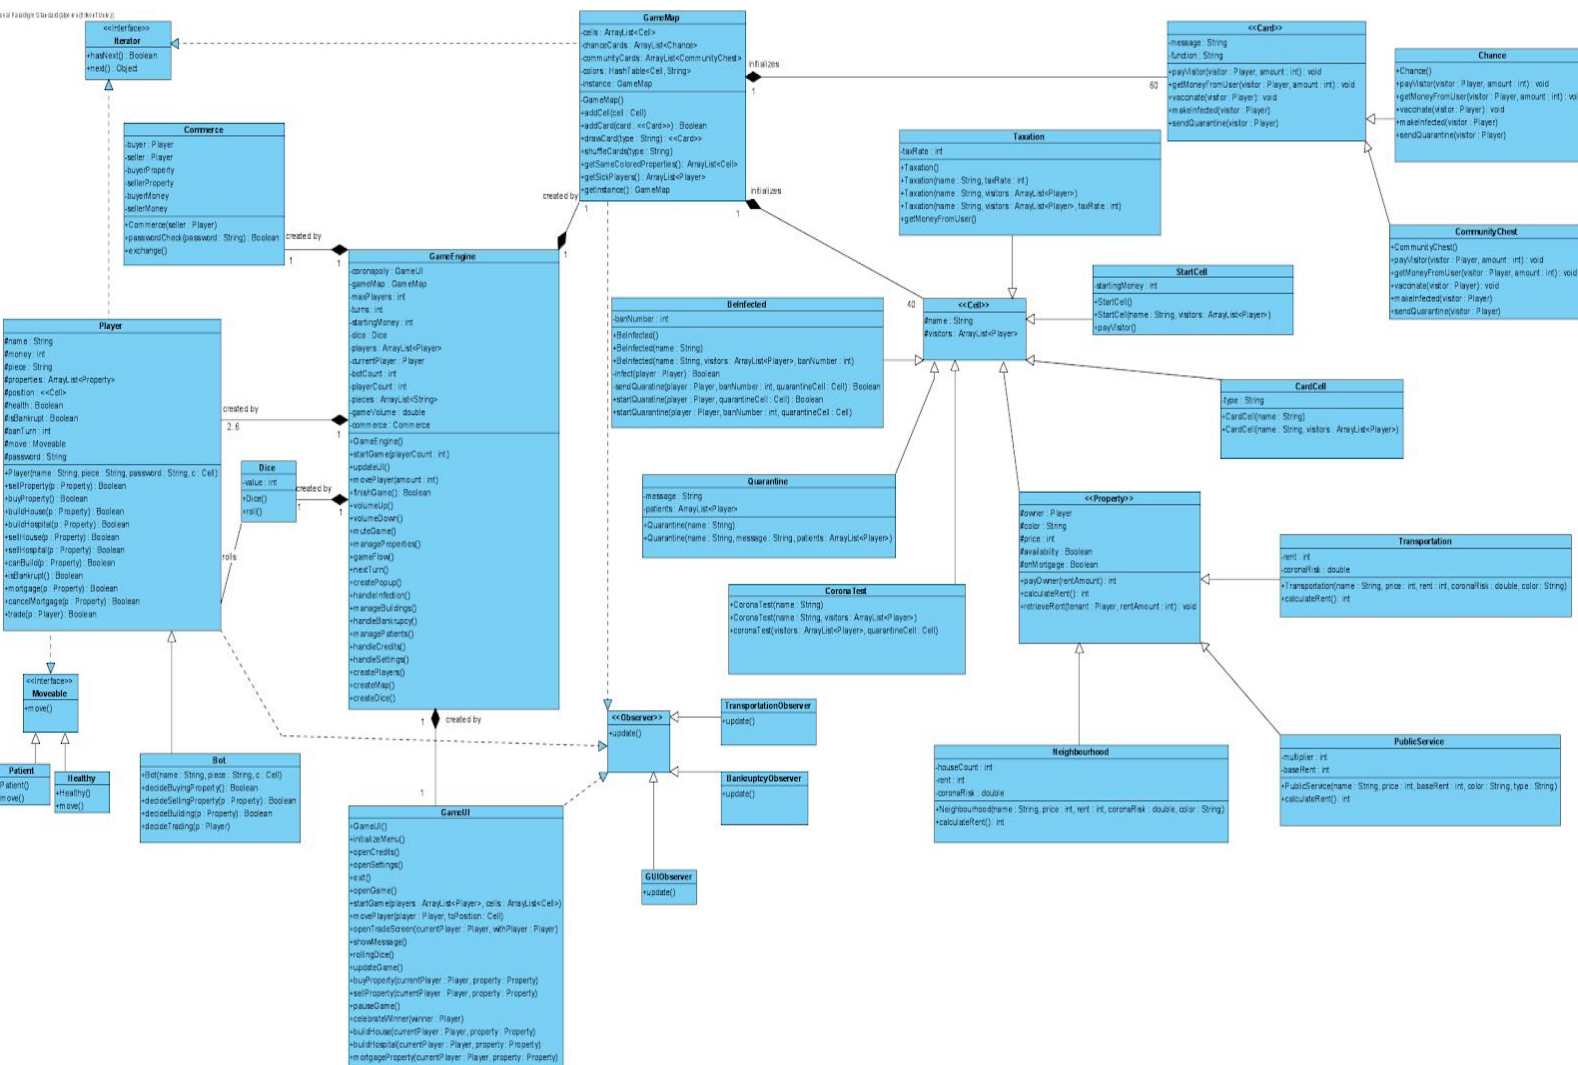 <<Interface>>
Iterator
+hasNext() : Boolean
+next() : Object
GameMap
-cells : ArrayList<Cell>
-chanceCards : ArrayList<Chance>
-communityCards : ArrayList<CommunityChest>
-colors : HashTable<Cell, String>
-instance : GameMap
-GameMap()
+addCell(cell : Cell)
+addCard(card : <<Card>>) : Boolean
+drawCard(type : String) : <<Card>>
+shuffleCards(type : String)
+getSameColoredProperties() : ArrayList<Cell>
+getSickPlayers() : ArrayList<Player>
+getInstance() : GameMap
initializes
1
60
<<Card>>
-message : String
-function : String
+payVisitor(visitor : Player, amount : int) : void
+getMoneyFromUser(visitor : Player, amount : int) : void
+vaccinate(visitor : Player) : void
+makeInfected(visitor : Player)
+sendQuarantine(visitor : Player)
Chance
+Chance()
+payVisitor(visitor : Player, amount : int) : void
+getMoneyFromUser(visitor : Player, amount : int) : vo
+vaccinate(visitor : Player) : void
+makeInfected(visitor : Player)
+sendQuarantine(visitor : Player)
CommunityChest
+CommunityChest()
+payVisitor(visitor : Player, amount : int) : void
+getMoneyFromUser(visitor : Player, amount : int) : void
+vaccinate(visitor : Player) : void
+makeInfected(visitor : Player)
+sendQuarantine(visitor : Player)
Commerce
-buyer : Player
-seller : Player
-buyerProperty
-sellerProperty
-buyerMoney
-sellerMoney
+Commerce(seller : Player)
+passwordCheck(password : String) : Boolean
+exchange()
created by
1
1
created by
1
1
initializes
1
40
Taxation
-taxRate : int
+Taxation()
+Taxation(name : String, taxRate : int)
+Taxation(name : String, visitors : ArrayList<Player>)
+Taxation(name : String, visitors : ArrayList<Player>, taxRate : int)
+getMoneyFromUser()
StartCell
-startingMoney : int
+StartCell()
+StartCell(name : String, visitors : ArrayList<Player>)
+payVisitor()
<<Cell>>
#name : String
#visitors : ArrayList<Player>
BeInfected
-banNumber : int
+BeInfected()
+BeInfected(name : String)
+BeInfected(name : String, visitors : ArrayList<Player>, banNumber : int)
-infect(player : Player) : Boolean
-sendQuaratine(player : Player, banNumber : int, quarantineCell : Cell) : Boolean
+startQuarantine(player : Player, quarantineCell : Cell) : Boolean
+startQuarantine(player : Player, banNumber : int, quarantineCell : Cell)
CardCell
-type : String
+CardCell(name : String)
+CardCell(name : String, visitors : ArrayList<Player>)
GameEngine
-coronapoly : GameUI
-gameMap : GameMap
-maxPlayers : int
-turns : int
-startingMoney : int
-dice : Dice
-players : ArrayList<Player>
-currentPlayer : Player
-botCount : int
-playerCount : int
-pieces : ArrayList<String>
-gameVolume : double
-commerce : Commerce
+GameEngine()
+startGame(playerCount : int)
+updateUI()
+movePlayer(amount : int)
+finishGame() : Boolean
+volumeUp()
+volumeDown()
+muteGame()
+manageProperties()
+gameFlow()
+nextTurn()
+createPopup()
+handleInfection()
+manageBuildings()
+handleBankrupcy()
+managePatients()
+handleCredits()
+handleSettings()
+createPlayers()
+createMap()
+createDice()
Player
#name : String
#money : int
#piece : String
#properties : ArrayList<Property>
#position : <<Cell>
#health : Boolean
#isBankrupt : Boolean
#banTurn : int
#move : Moveable
#password : String
+Player(name : String, piece : String, password : String, c : Cell)
+sellProperty(p : Property) : Boolean
+buyProperty() : Boolean
+buildHouse(p : Property) : Boolean
+buildHospital(p : Property) : Boolean
+sellHouse(p : Property) : Boolean
+sellHospital(p : Property) : Boolean
+canBuild(p : Property) : Boolean
+isBankrupt() : Boolean
+mortgage(p : Property) : Boolean
+cancelMortgage(p : Property) : Boolean
+trade(p : Player) : Boolean
created by
2..6
1
Dice
-value : int
+Dice()
+roll()
created by
1
1
rolls
Quarantine
-message : String
-patients : ArrayList<Player>
+Quarantine(name : String)
+Quarantine(name : String, message : String, patients : ArrayList<Player>)
CoronaTest
+CoronaTest(name : String)
+CoronaTest(name : String, visitors : ArrayList<Player>)
+coronaTest(visitors : ArrayList<Player>, quarantineCell : Cell)
<<Property>>
#owner : Player
#color : String
#price : int
#availability : Boolean
#onMortgage : Boolean
+payOwner(rentAmount) : int
+calculateRent() : int
+retrieveRent(tenant : Player, rentAmount : int) : void
Transportation
-rent : int
-coronaRisk : double
+Transportation(name : String, price : int, rent : int, coronaRisk : double, color : String)
+calculateRent() : int
<<Interface>>
Moveable
+move()
Patient
Patient()
move()
Healthy
+Healthy()
+move()
Bot
+Bot(name : String, piece : String, c : Cell)
+decideBuyingProperty() : Boolean
+decideSellingProperty(p : Property) : Boolean
+decideBuilding(p : Property) : Boolean
+decideTrading(p : Player)
1
created by
1
<<Observer>>
+update()
TransportationObserver
+update()
BankruptcyObserver
+update()
GUIObserver
+update()
Neighbourhood
-houseCount : int
-rent : int
-coronaRisk : double
+Neighbourhood(name : String, price : int, rent : int, coronaRisk : double, color : String)
+calculateRent() : int
PublicService
-multiplier : int
-baseRent : int
+PublicService(name : String, price : int, baseRent : int, color : String, type : String)
+calculateRent() : int
GameUI
+GameUI()
+initializeMenu()
+openCredits()
+openSettings()
+exit()
+openGame()
+startGame(players : ArrayList<Player>, cells : ArrayList<Cell>)
+movePlayer(player : Player, toPosition : Cell)
+openTradeScreen(currentPlayer : Player, withPlayer : Player)
+showMessage()
+rollingDice()
+updateGame()
+buyProperty(currentPlayer : Player, property : Property)
+sellProperty(currentPlayer : Player, property : Property)
+pauseGame()
+celebrateWinner(winner : Player)
+buildHouse(currentPlayer : Player, property : Property)
+buildHospital(currentPlayer : Player, property : Property)
+mortgageProperty(currentPlayer : Player, property : Property)